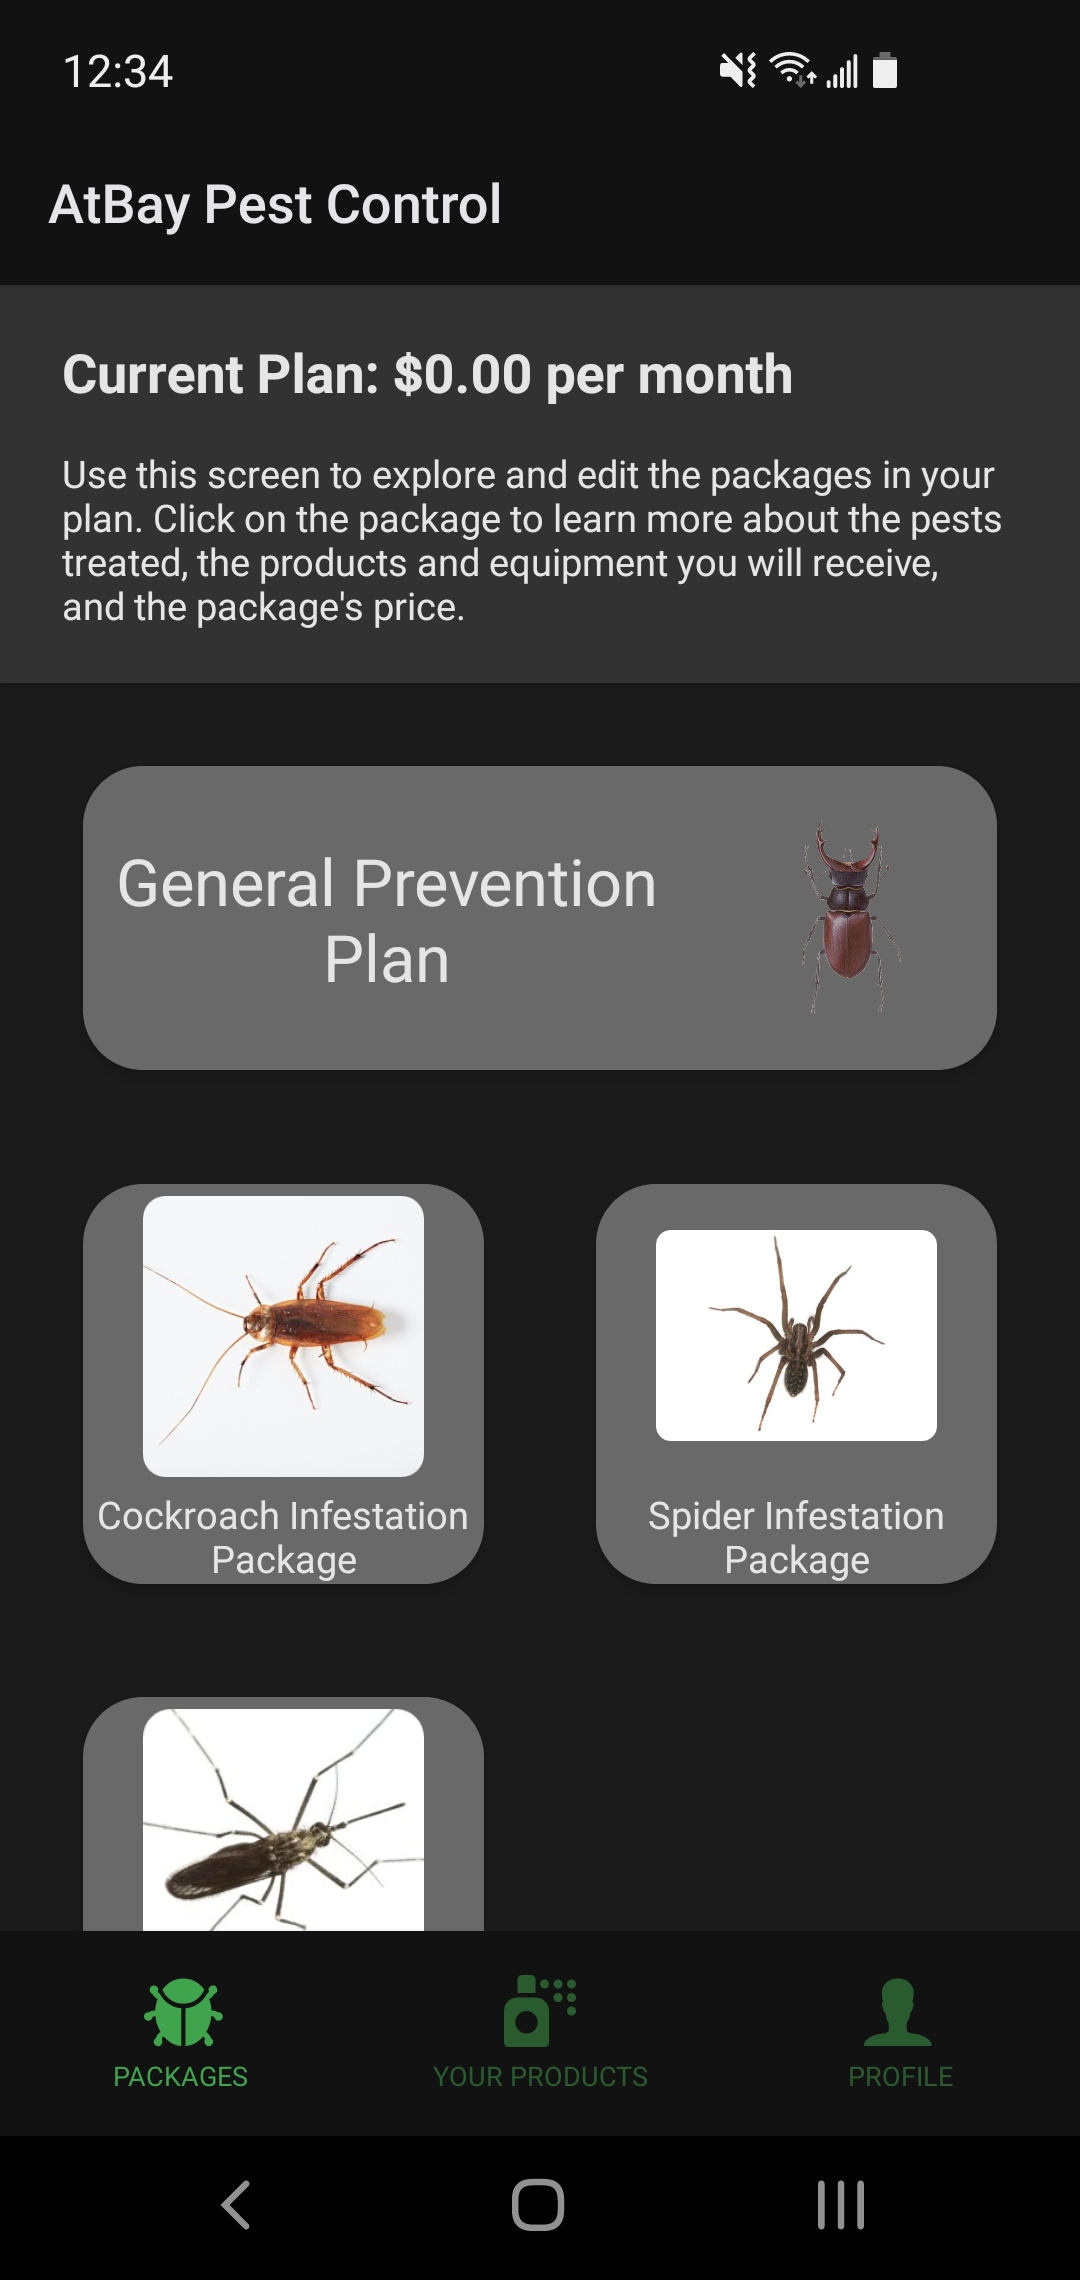 12:34
AtBay Pest Control
Current Plan: $0.00 per month
Use this screen to explore and edit the packages in your
plan. Click on the package to learn more about the pests
treated, the products and equipment you will receive,
and the package's price.
General Prevention
Plan
Cockroach Infestation
Package
Spider Infestation
Package
PACKAGES
YOUR PRODUCTS
PROFILE